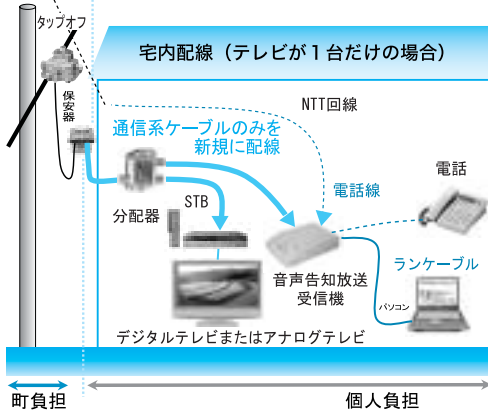 タップオフ
宅内配線（テレビが１台だけの場合）
保安器
NTT回線
通信系ケーブルのみを
新規に配線
電話線
電話
分配器
STB
音声告知放送
受信機
ランケーブル
パソコン
デジタルテレビまたはアナログテレビ
町負担
個人負担